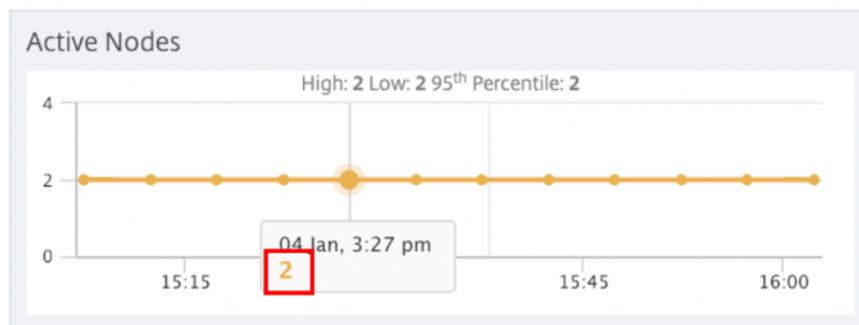 Active Nodes
High: 2 Low: 2 95th Percentile: 2
4
2
0
04 Jan, 3:27 pm
2
15:15 15:45 16:00